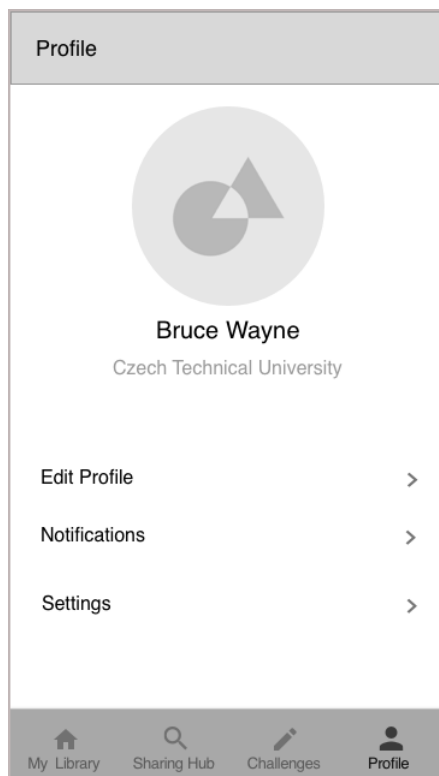 Profile
Bruce Wayne
Czech Technical University
Edit Profile
Notifications
Settings
My Library Sharing Hub Challenges Profile